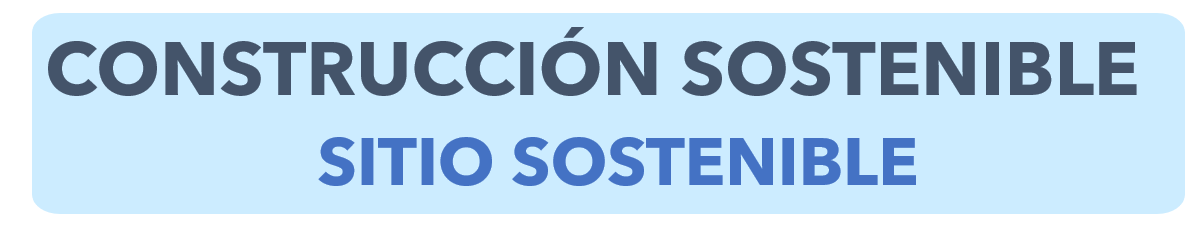 CONSTRUCCIÓN SOSTENIBLE
SITIO SOSTENIBLE